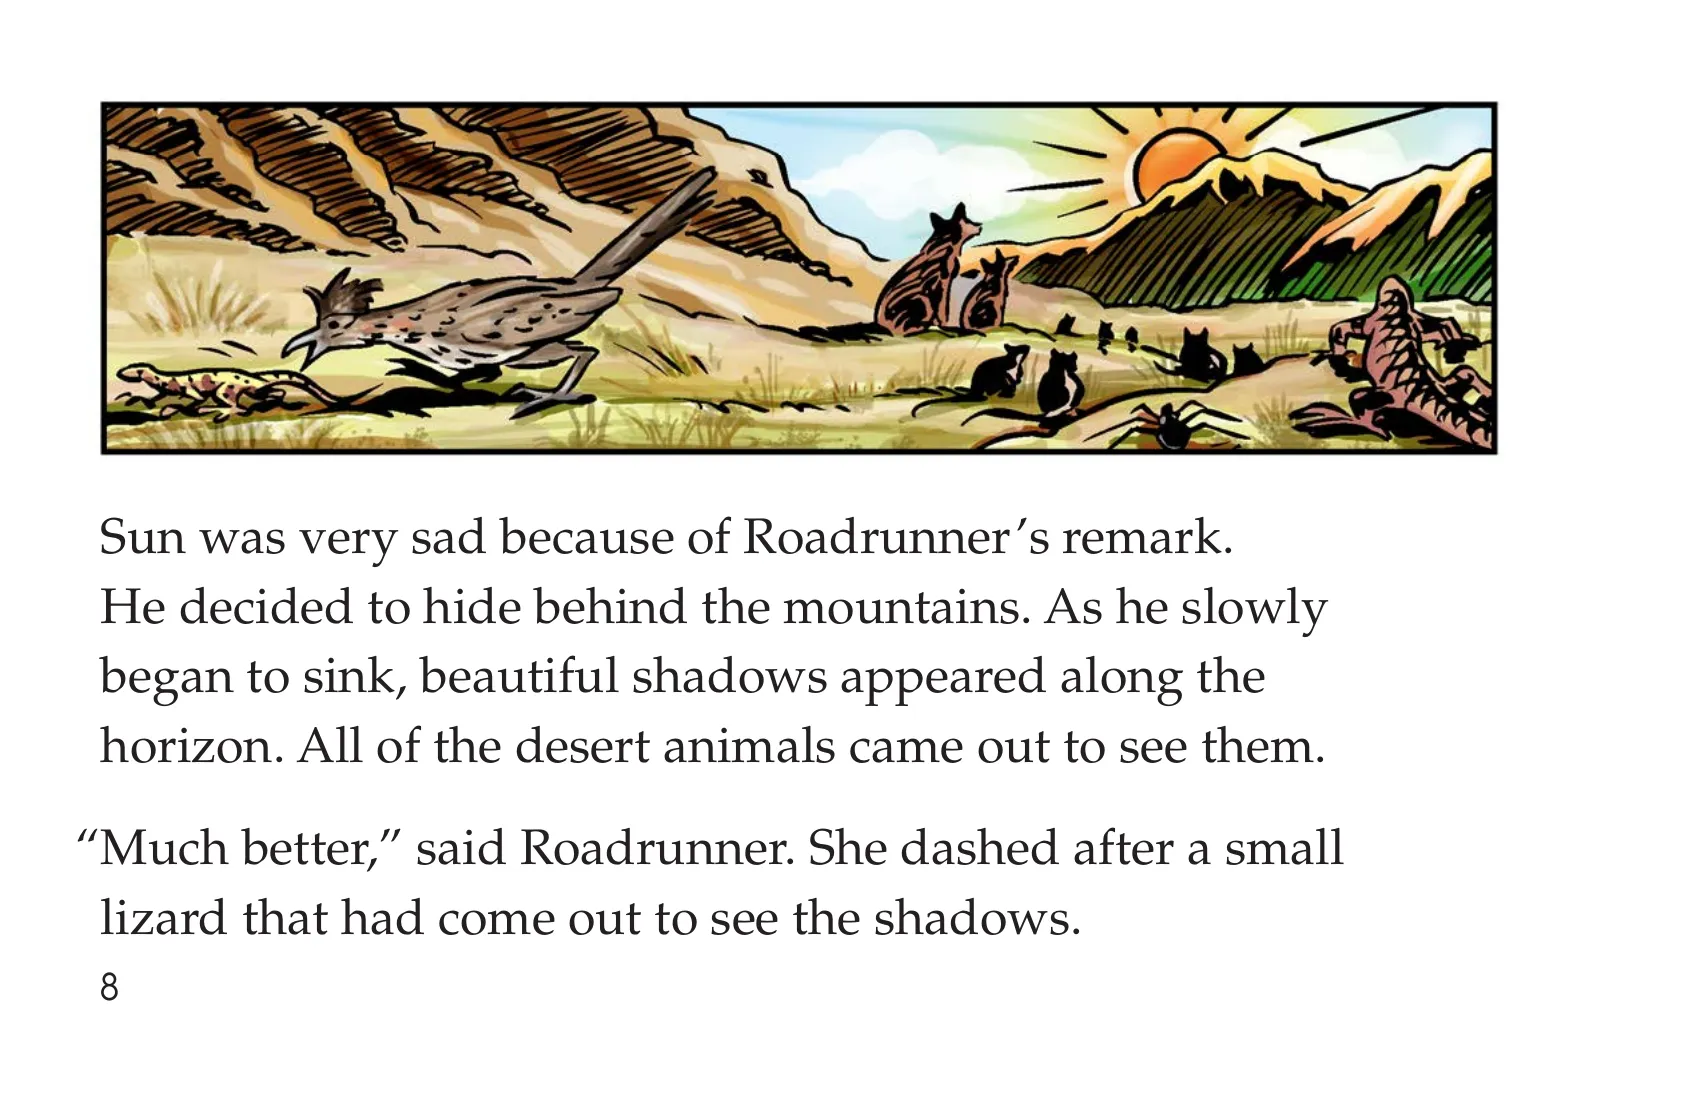 Sun was very sad because of Roadrunner’s remark.
He decided to hide behind the mountains. As he slowly
began to sink, beautiful shadows appeared along the
horizon. All of the desert animals came out to see them.
“Much better,” said Roadrunner. She dashed after a small
lizard that had come out to see the shadows.
8